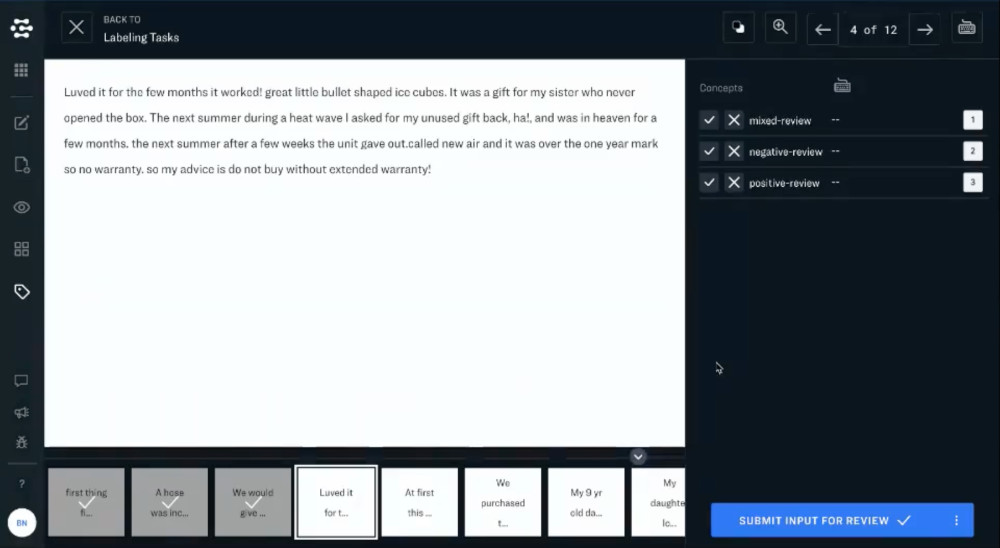 BACK TO
Labeling Tasks
4 of 12
Luved it for the few months it worked! great little bullet shaped ice cubes. It was a gift for my sister who never
opened the box. The next summer during a heat wave I asked for my unused gift back, ha!, and was in heaven for a
few months. the next summer after a few weeks the unit gave out.called new air and it was over the one year mark
so no warranty. so my advice is do not buy without extended warranty!
Concepts
mixed-review -- 1
negative-review -- 2
positive-review -- 3
first thing
fi...
A hose
was inc...
We would
give ...
Luved it
for t...
At first
this ...
We
purchased
t...
My 9 yr
old da...
My
daughte
lc...
?
BN
SUBMIT INPUT FOR REVIEW